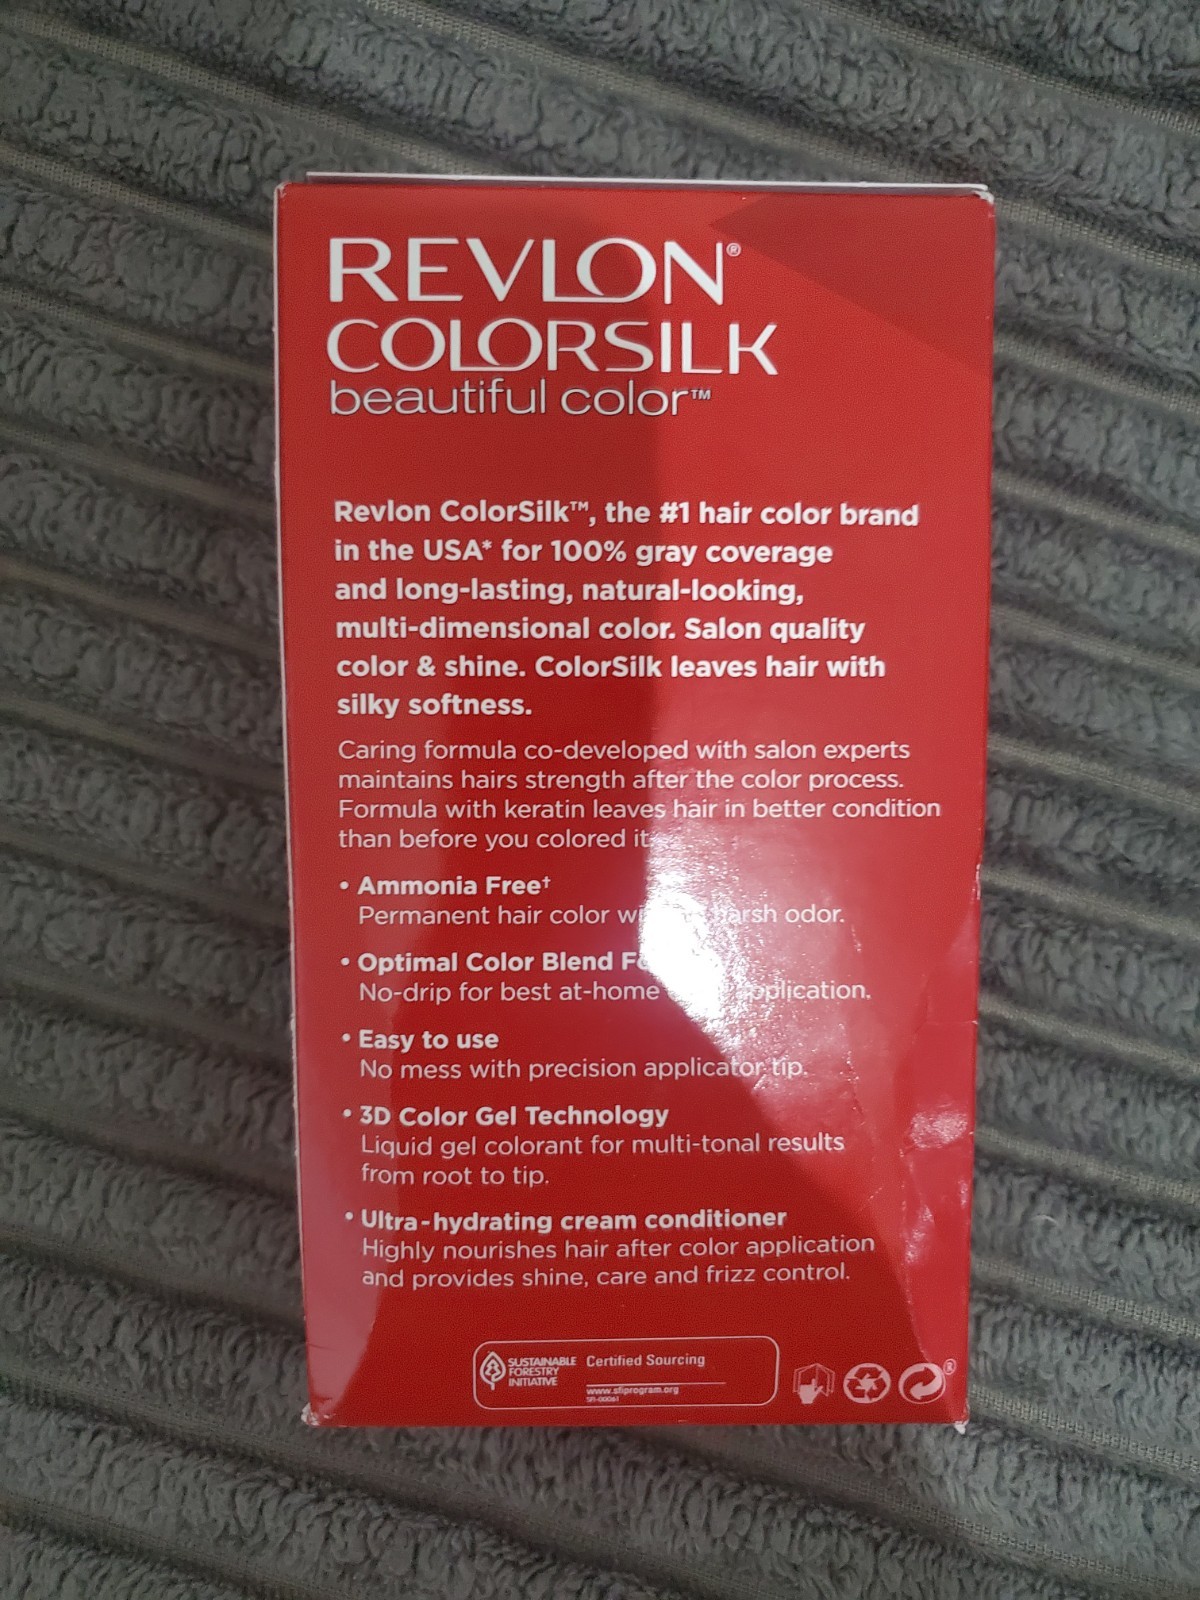 REVLON®
COLORSILK
beautiful color™
Revlon ColorSilk™, the #1 hair color brand
in the USA* for 100% gray coverage
and long-lasting, natural-looking,
multi-dimensional color. Salon quality
color & shine. ColorSilk leaves hair with
silky softness.
Caring formula co-developed with salon experts
maintains hairs strength after the color process.
Formula with keratin leaves hair in better condition
than before you colored it
• Ammonia Free†
Permanent hair color odor.
• Optimal Color Blend
No-drip for best at-home
• Easy to use
No mess with precision applicator tip.
• 3D Color Gel Technology
Liquid gel colorant for multi-tonal results
from root to tip.
• Ultra-hydrating cream conditioner
Highly nourishes hair after color application
and provides shine, care and frizz control.
SUSTAINABLE
FORESTRY
INITIATIVE
Certified Sourcing
www.sfiprogram.org
SFI-00061
®